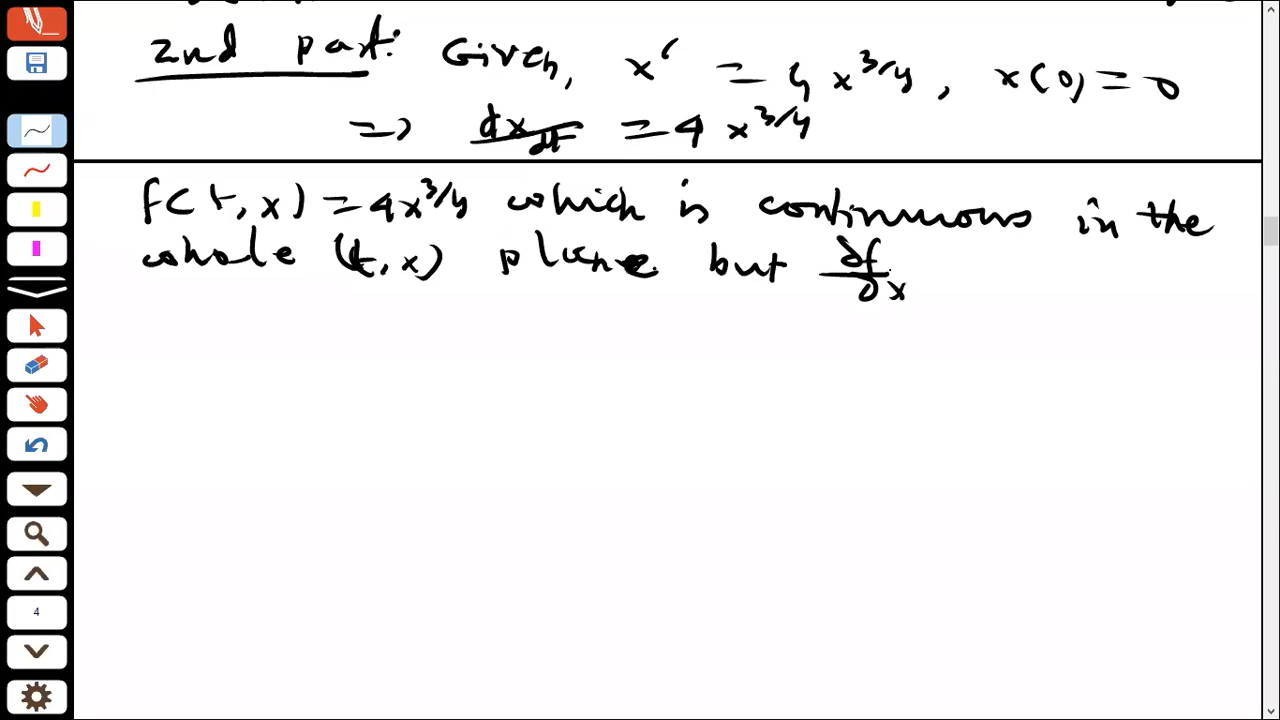 2nd part: Given, x' = 4 x^3/4, x(0) = 0
=> dx/dt = 4 x^3/4
f(t, x) = 4x^3/4 which is continuous in the
whole (t, x) plane. but ∂f/∂x
4